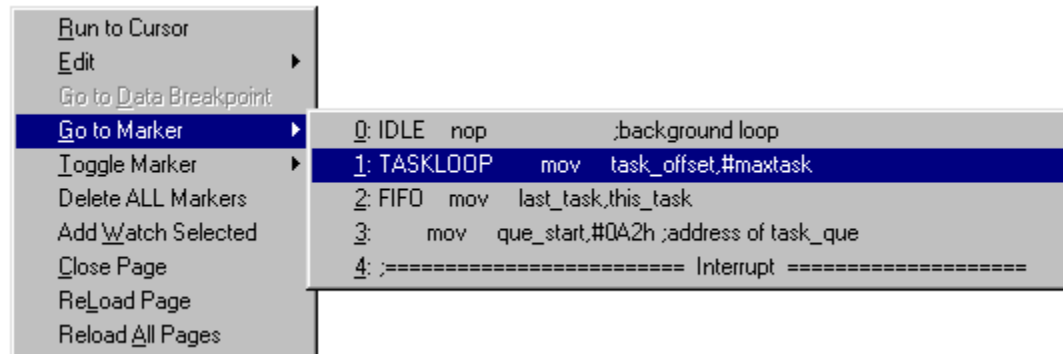 Run to Cursor
Edit
Go to Data Breakpoint
Go to Marker
Toggle Marker
Delete ALL Markers
Add Watch Selected
Close Page
ReLoad Page
Reload All Pages
0: IDLE nop ;background loop
1: TASKLOOP mov task_offset,#maxtask
2: FIFO mov last_task,this_task
3: mov que_start,#0A2h ;address of task_que
4: ;========================= Interrupt ====================